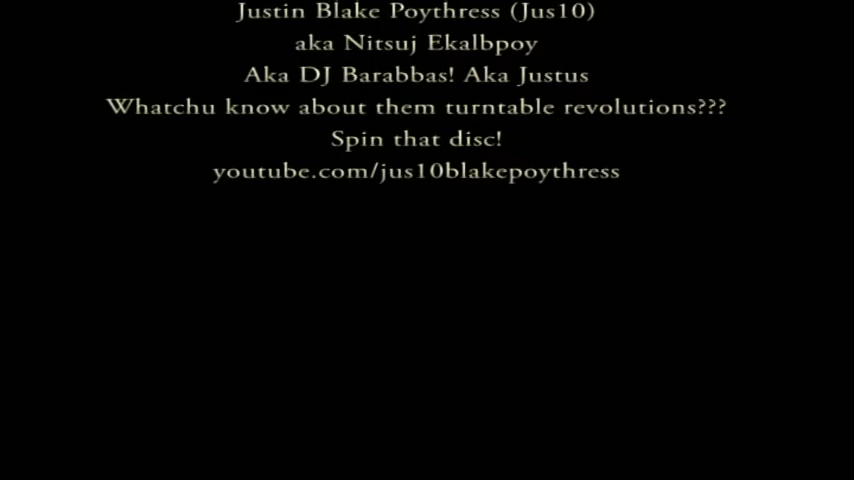 Justin Blake Poythress (Jus10)
aka Nitsuj Ekalbpoy
Aka DJ Barabbas! Aka Justus
Whatchu know about them turntable revolutions???
Spin that disc!
youtube.com/jus10blakepoythress